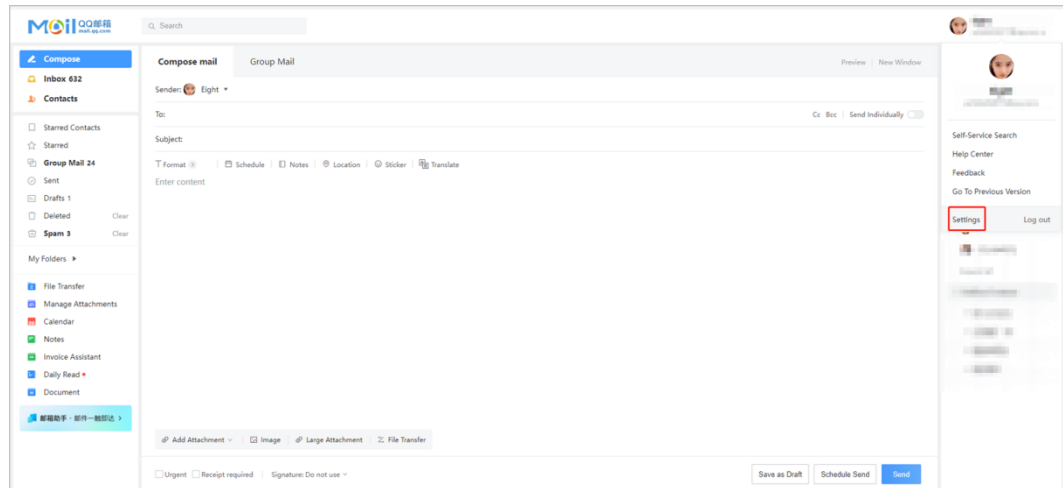 Mail QQ邮箱
mail.qq.com
Search
Compose
Inbox 632
Contacts
Starred Contacts
Starred
Group Mail 24
Sent
Drafts 1
Deleted Clear
Spam 3 Clear
My Folders
File Transfer
Manage Attachments
Calendar
Notes
Invoice Assistant
Daily Read
Document
邮箱助手 · 邮件一触即达 >
Compose mail Group Mail Preview | New Window
Sender: Eight
To: Cc Bcc | Send Individually
Subject:
Format | Schedule | Notes | Location | Sticker | Translate
Enter content
Add Attachment | Image | Large Attachment | File Transfer
Urgent Receipt required | Signature: Do not use
Save as Draft Schedule Send Send
Self-Service Search
Help Center
Feedback
Go To Previous Version
Settings Log out